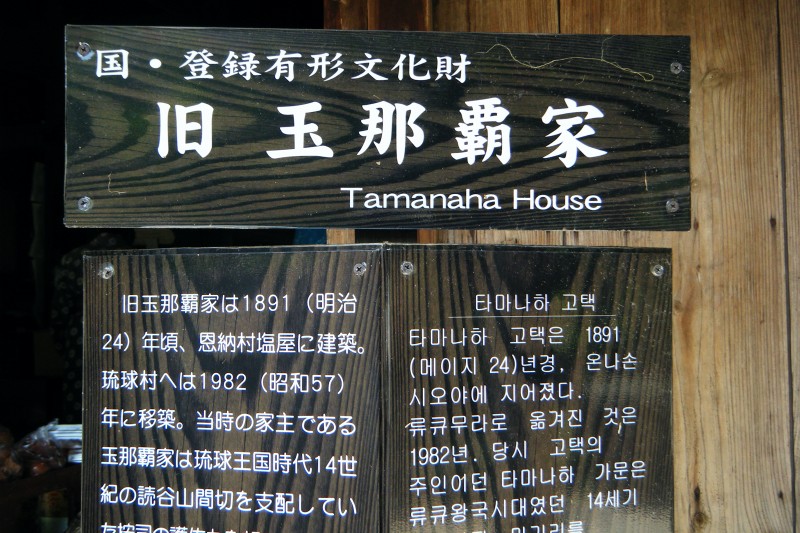 国・登録有形文化財
旧 玉那覇家
Tamanaha House
旧玉那覇家は1891（明治
24）年頃、恩納村塩屋に建築。
琉球村へは1982（昭和57）
年に移築。当時の家主である
玉那覇家は琉球王国時代14世
紀の読谷山間切を支配してい
타마나하 고택
타마나하 고택은 1891
(메이지 24)년경, 온나손
시오야에 지어졌다.
류큐무라로 옮겨진 것은
1982년. 당시 고택의
주인이던 타마나하 가문은
류큐왕국시대였던 14세기